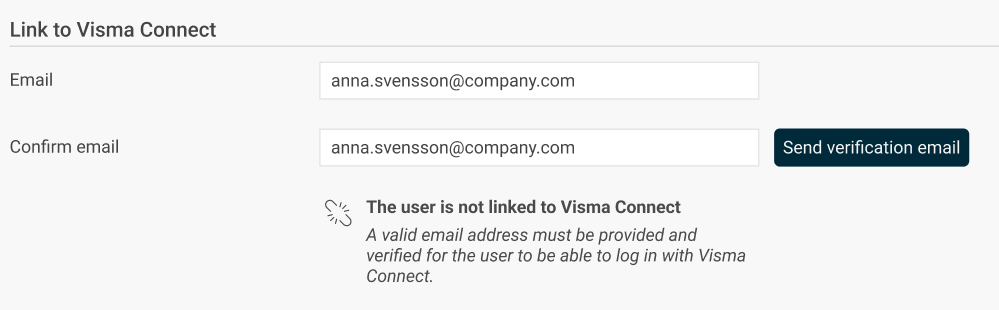 Link to Visma Connect
Email
anna.svensson@company.com
Confirm email
anna.svensson@company.com
Send verification email
The user is not linked to Visma Connect
A valid email address must be provided and
verified for the user to be able to log in with Visma
Connect.